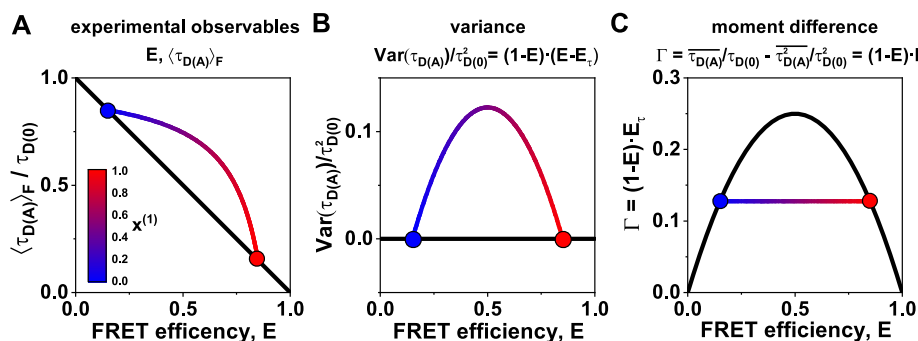 A experimental observables
E, ⟨τD(A)⟩F
⟨τD(A)⟩F / τD(0)
1.0
0.5
0.0
1.0
0.8
0.6
0.4
0.2
0.0
x(1)
0.0 0.5 1.0
FRET efficency, E
B variance
Var(τD(A))/τ²D(0)= (1-E)·(E-Eτ)
Var(τD(A))/τ²D(0)
0.1
0.0
0.0 0.5 1.0
FRET efficency, E
C moment difference
Γ = τD(A)/τD(0) - τ²D(A)/τ²D(0) = (1-E)·
Γ = (1-E)·Eτ
0.3
0.2
0.1
0.0
0.0 0.5 1.0
FRET efficency, E